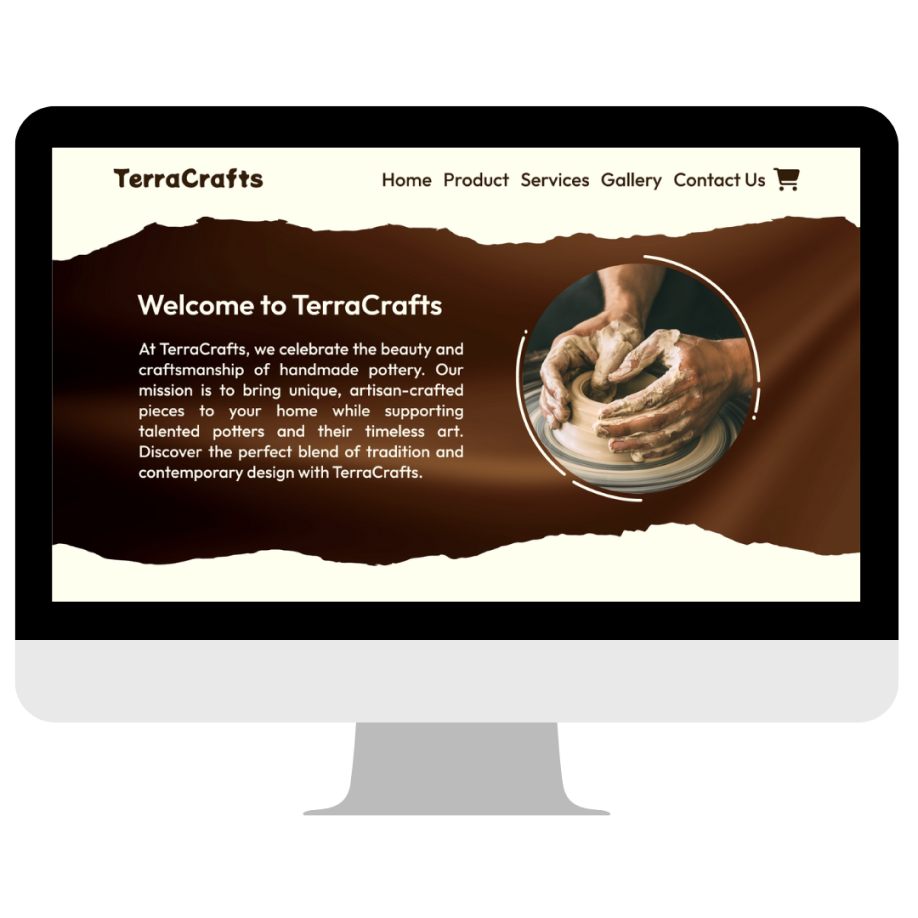 TerraCrafts
Home Product Services Gallery Contact Us
Welcome to TerraCrafts
At TerraCrafts, we celebrate the beauty and
craftsmanship of handmade pottery. Our
mission is to bring unique, artisan-crafted
pieces to your home while supporting
talented potters and their timeless art.
Discover the perfect blend of tradition and
contemporary design with TerraCrafts.